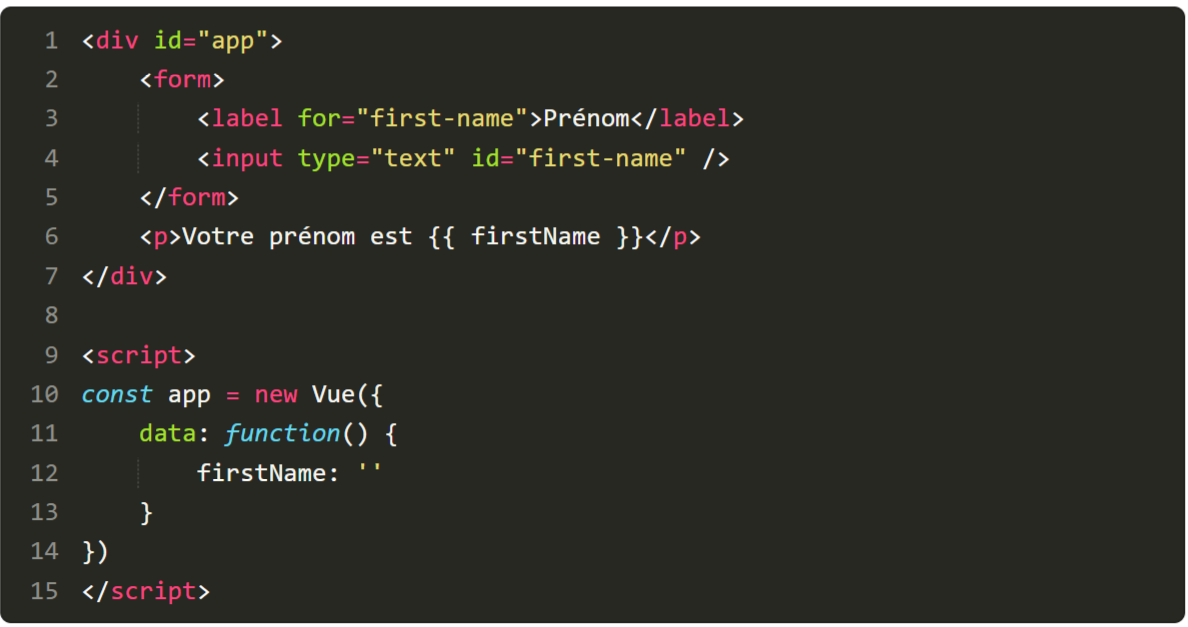 1 <div id="app">
2     <form>
3         <label for="first-name">Prénom</label>
4         <input type="text" id="first-name" />
5     </form>
6     <p>Votre prénom est {{ firstName }}</p>
7 </div>
8
9 <script>
10 const app = new Vue({
11     data: function() {
12         firstName: ''
13     }
14 })
15 </script>